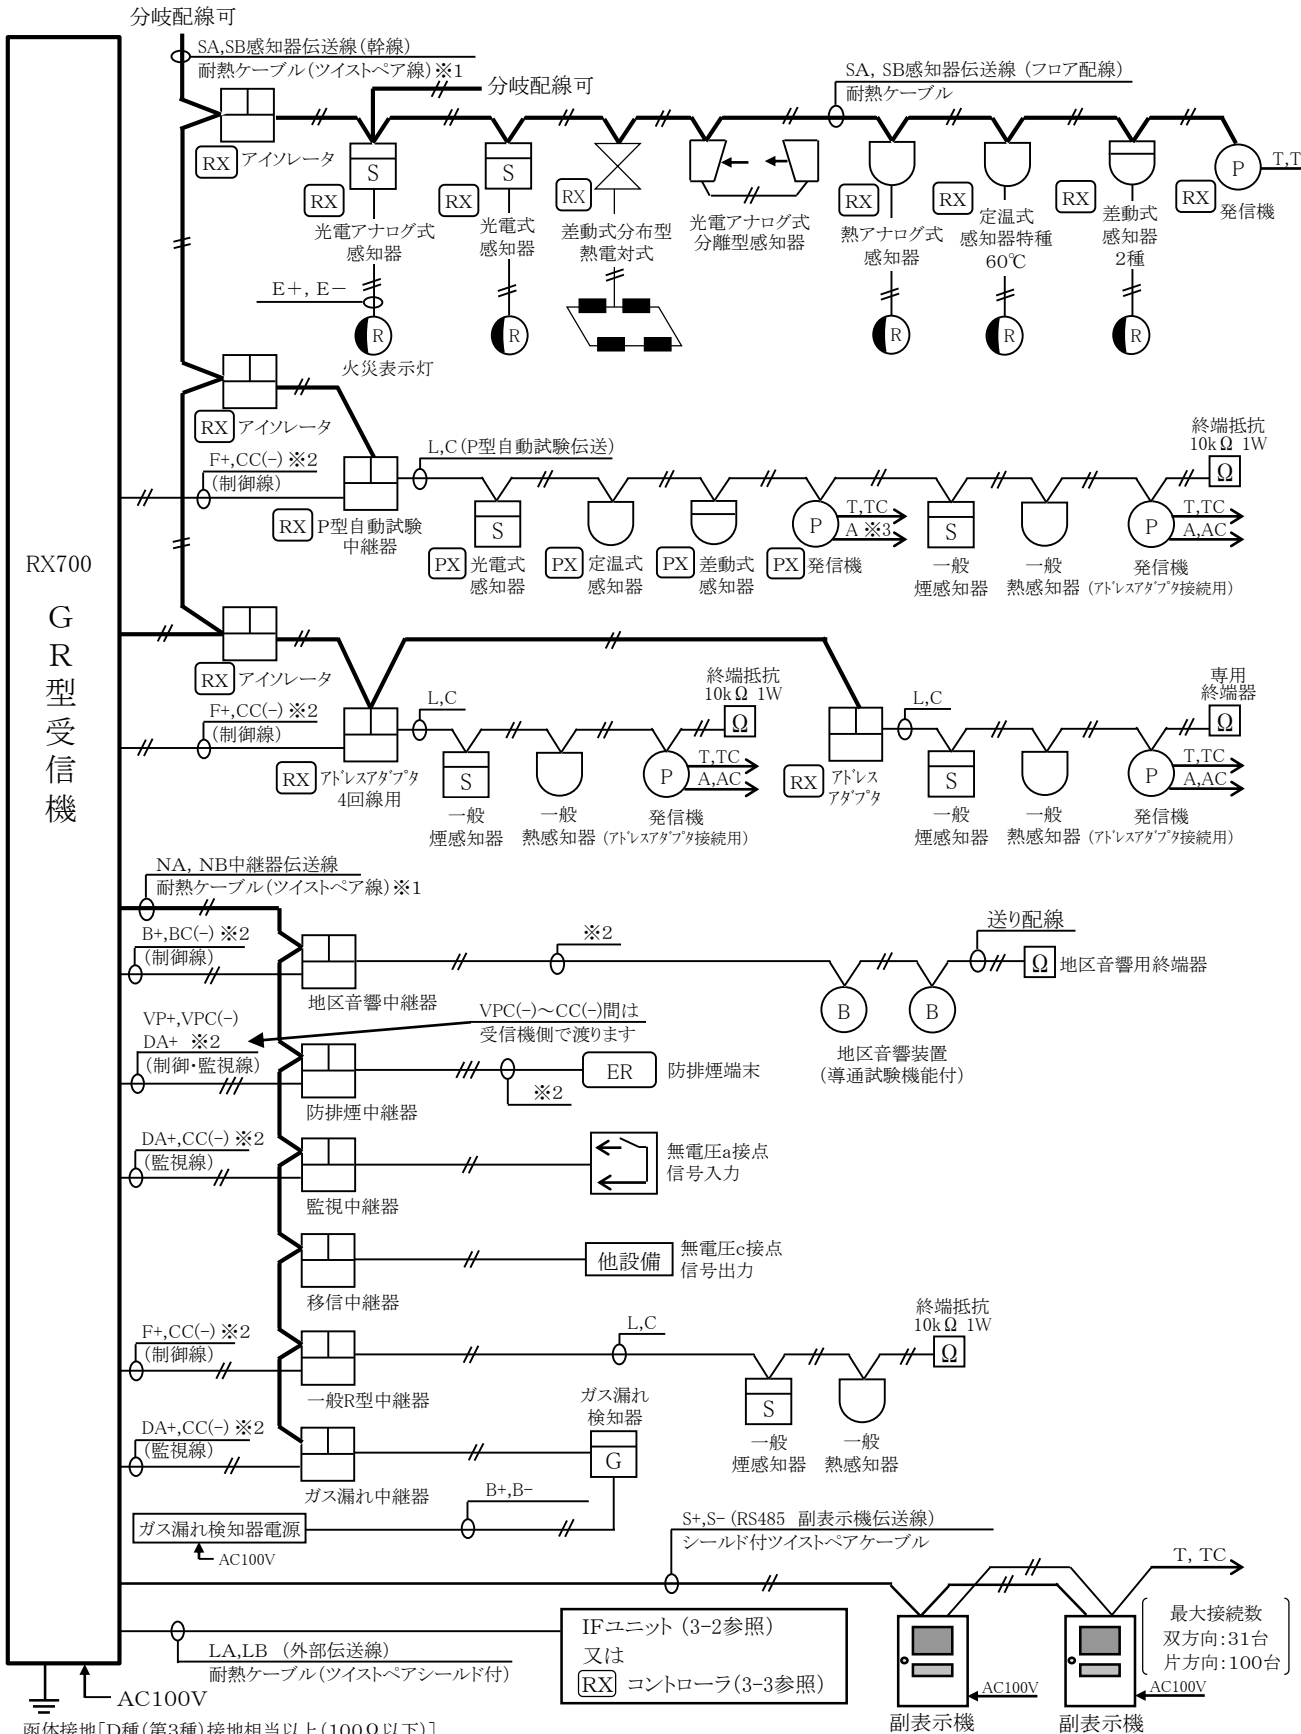 分岐配線可
SA,SB感知器伝送線(幹線)
耐熱ケーブル(ツイストペア線)※1
分岐配線可
SA, SB感知器伝送線 (フロア配線)
耐熱ケーブル
RX アイソレータ
S
RX
光電アナログ式
感知器
S
RX
光電式
感知器
RX
差動式分布型
熱電対式
光電アナログ式
分離型感知器
RX
熱アナログ式
感知器
RX
定温式
感知器特種
60℃
RX
差動式
感知器
2種
P
T,T
RX
発信機
E+, E−
R
R
R
R
R
火災表示灯
RX アイソレータ
F+,CC(-)※2
(制御線)
L,C(P型自動試験伝送)
終端抵抗
10kΩ 1W
Ω
RX P型自動試験
中継器
S
PX 光電式
感知器
PX 定温式
感知器
PX 差動式
感知器
P
T,TC
A ※3
PX 発信機
S
一般
煙感知器
一般
熱感知器
P
T,TC
A,AC
発信機
(アドレスアダプタ接続用)
RX700
GR型受信機
RX アイソレータ
F+,CC(-)※2
(制御線)
L,C
終端抵抗
10kΩ 1W
Ω
RX アドレスアダプタ
4回線用
S
一般
煙感知器
一般
熱感知器
P
T,TC
A,AC
発信機
(アドレスアダプタ接続用)
L,C
専用
終端器
Ω
RX アドレス
アダプタ
S
一般
煙感知器
一般
熱感知器
P
T,TC
A,AC
発信機
(アドレスアダプタ接続用)
NA, NB中継器伝送線
耐熱ケーブル(ツイストペア線)※1
B+,BC(-) ※2
(制御線)
地区音響中継器
※2
送り配線
Ω 地区音響用終端器
B
B
地区音響装置
(導通試験機能付)
VP+,VPC(-)
DA+ ※2
(制御・監視線)
VPC(-)～CC(-)間は
受信機側で渡ります
防排煙中継器
※2
ER 防排煙端末
DA+,CC(-)※2
(監視線)
監視中継器
無電圧a接点
信号入力
移信中継器
他設備
無電圧c接点
信号出力
F+,CC(-)※2
(制御線)
一般R型中継器
L,C
終端抵抗
10kΩ 1W
Ω
S
一般
煙感知器
一般
熱感知器
DA+,CC(-)※2
(監視線)
ガス漏れ中継器
ガス漏れ
検知器
G
B+,B-
ガス漏れ検知器電源
AC100V
S+,S-(RS485 副表示機伝送線)
シールド付ツイストペアケーブル
T, TC
最大接続数
双方向:31台
片方向:100台
AC100V
AC100V
副表示機
副表示機
LA,LB (外部伝送線)
耐熱ケーブル(ツイストペアシールド付)
IFユニット (3-2参照)
又は
RX コントローラ(3-3参照)
AC100V
函体接地[D種(第3種)接地相当以上(100Ω以下)]